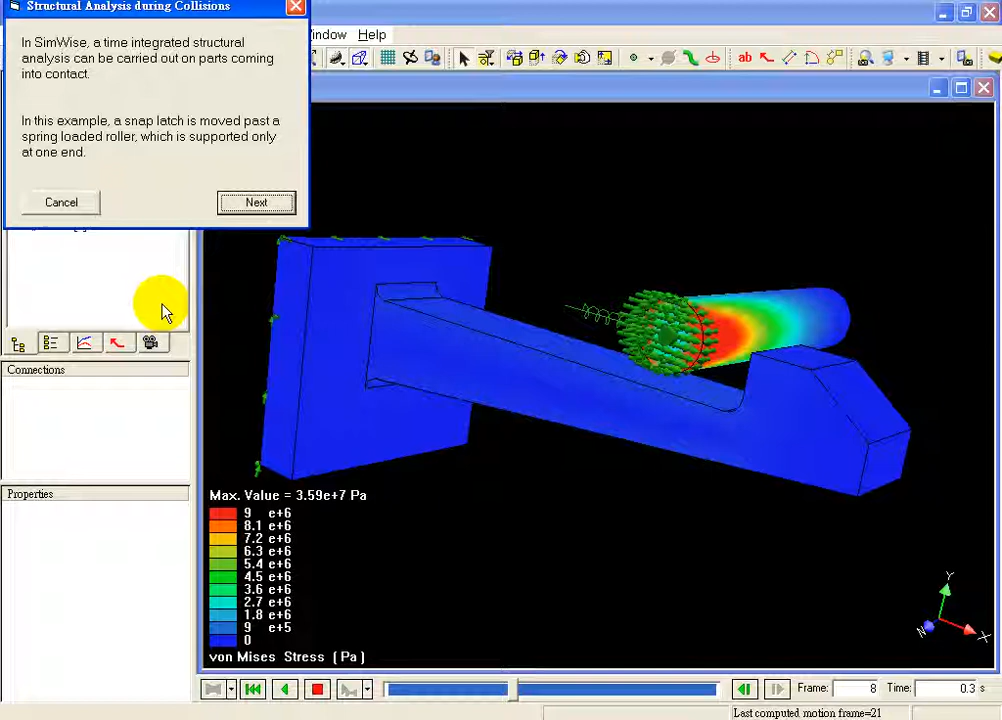 Structural Analysis during Collisions
In SimWise, a time integrated structural
analysis can be carried out on parts coming
into contact.
In this example, a snap latch is moved past a
spring loaded roller, which is supported only
at one end.
Cancel
Next
Window Help
ab
Connections
Properties
Max. Value = 3.59e+7 Pa
9 e+6
8.1 e+6
7.2 e+6
6.3 e+6
5.4 e+6
4.5 e+6
3.6 e+6
2.7 e+6
1.8 e+6
9 e+5
0
von Mises Stress (Pa)
Y
X
Frame: 8 Time: 0.3 s
Last computed motion frame=21